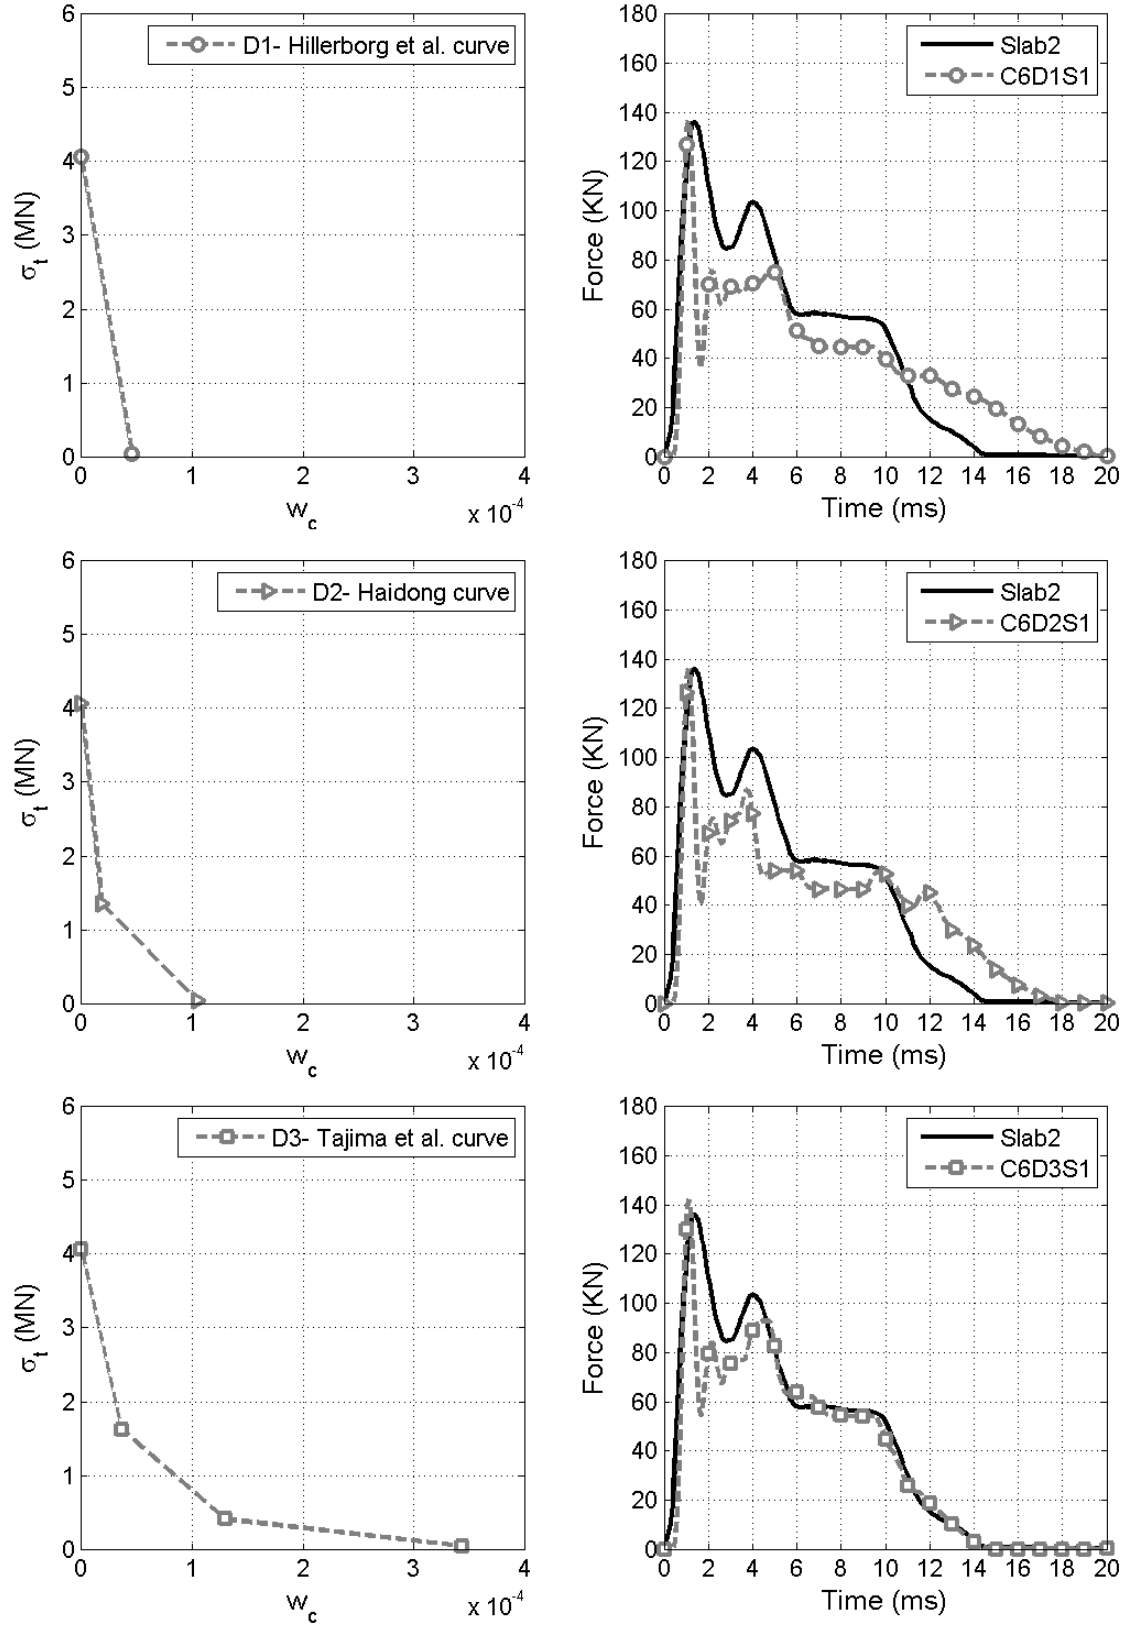 6
5
4
3
2
1
0
0 1 2 3 4
D1- Hillerborg et al. curve
σt (MN)
wc
x 10-4
180
160
140
120
100
80
60
40
20
0
0 2 4 6 8 10 12 14 16 18 20
Slab2
C6D1S1
Force (KN)
Time (ms)
6
5
4
3
2
1
0
0 1 2 3 4
D2- Haidong curve
σt (MN)
wc
x 10-4
180
160
140
120
100
80
60
40
20
0
0 2 4 6 8 10 12 14 16 18 20
Slab2
C6D2S1
Force (KN)
Time (ms)
6
5
4
3
2
1
0
0 1 2 3 4
D3- Tajima et al. curve
σt (MN)
wc
x 10-4
180
160
140
120
100
80
60
40
20
0
0 2 4 6 8 10 12 14 16 18 20
Slab2
C6D3S1
Force (KN)
Time (ms)